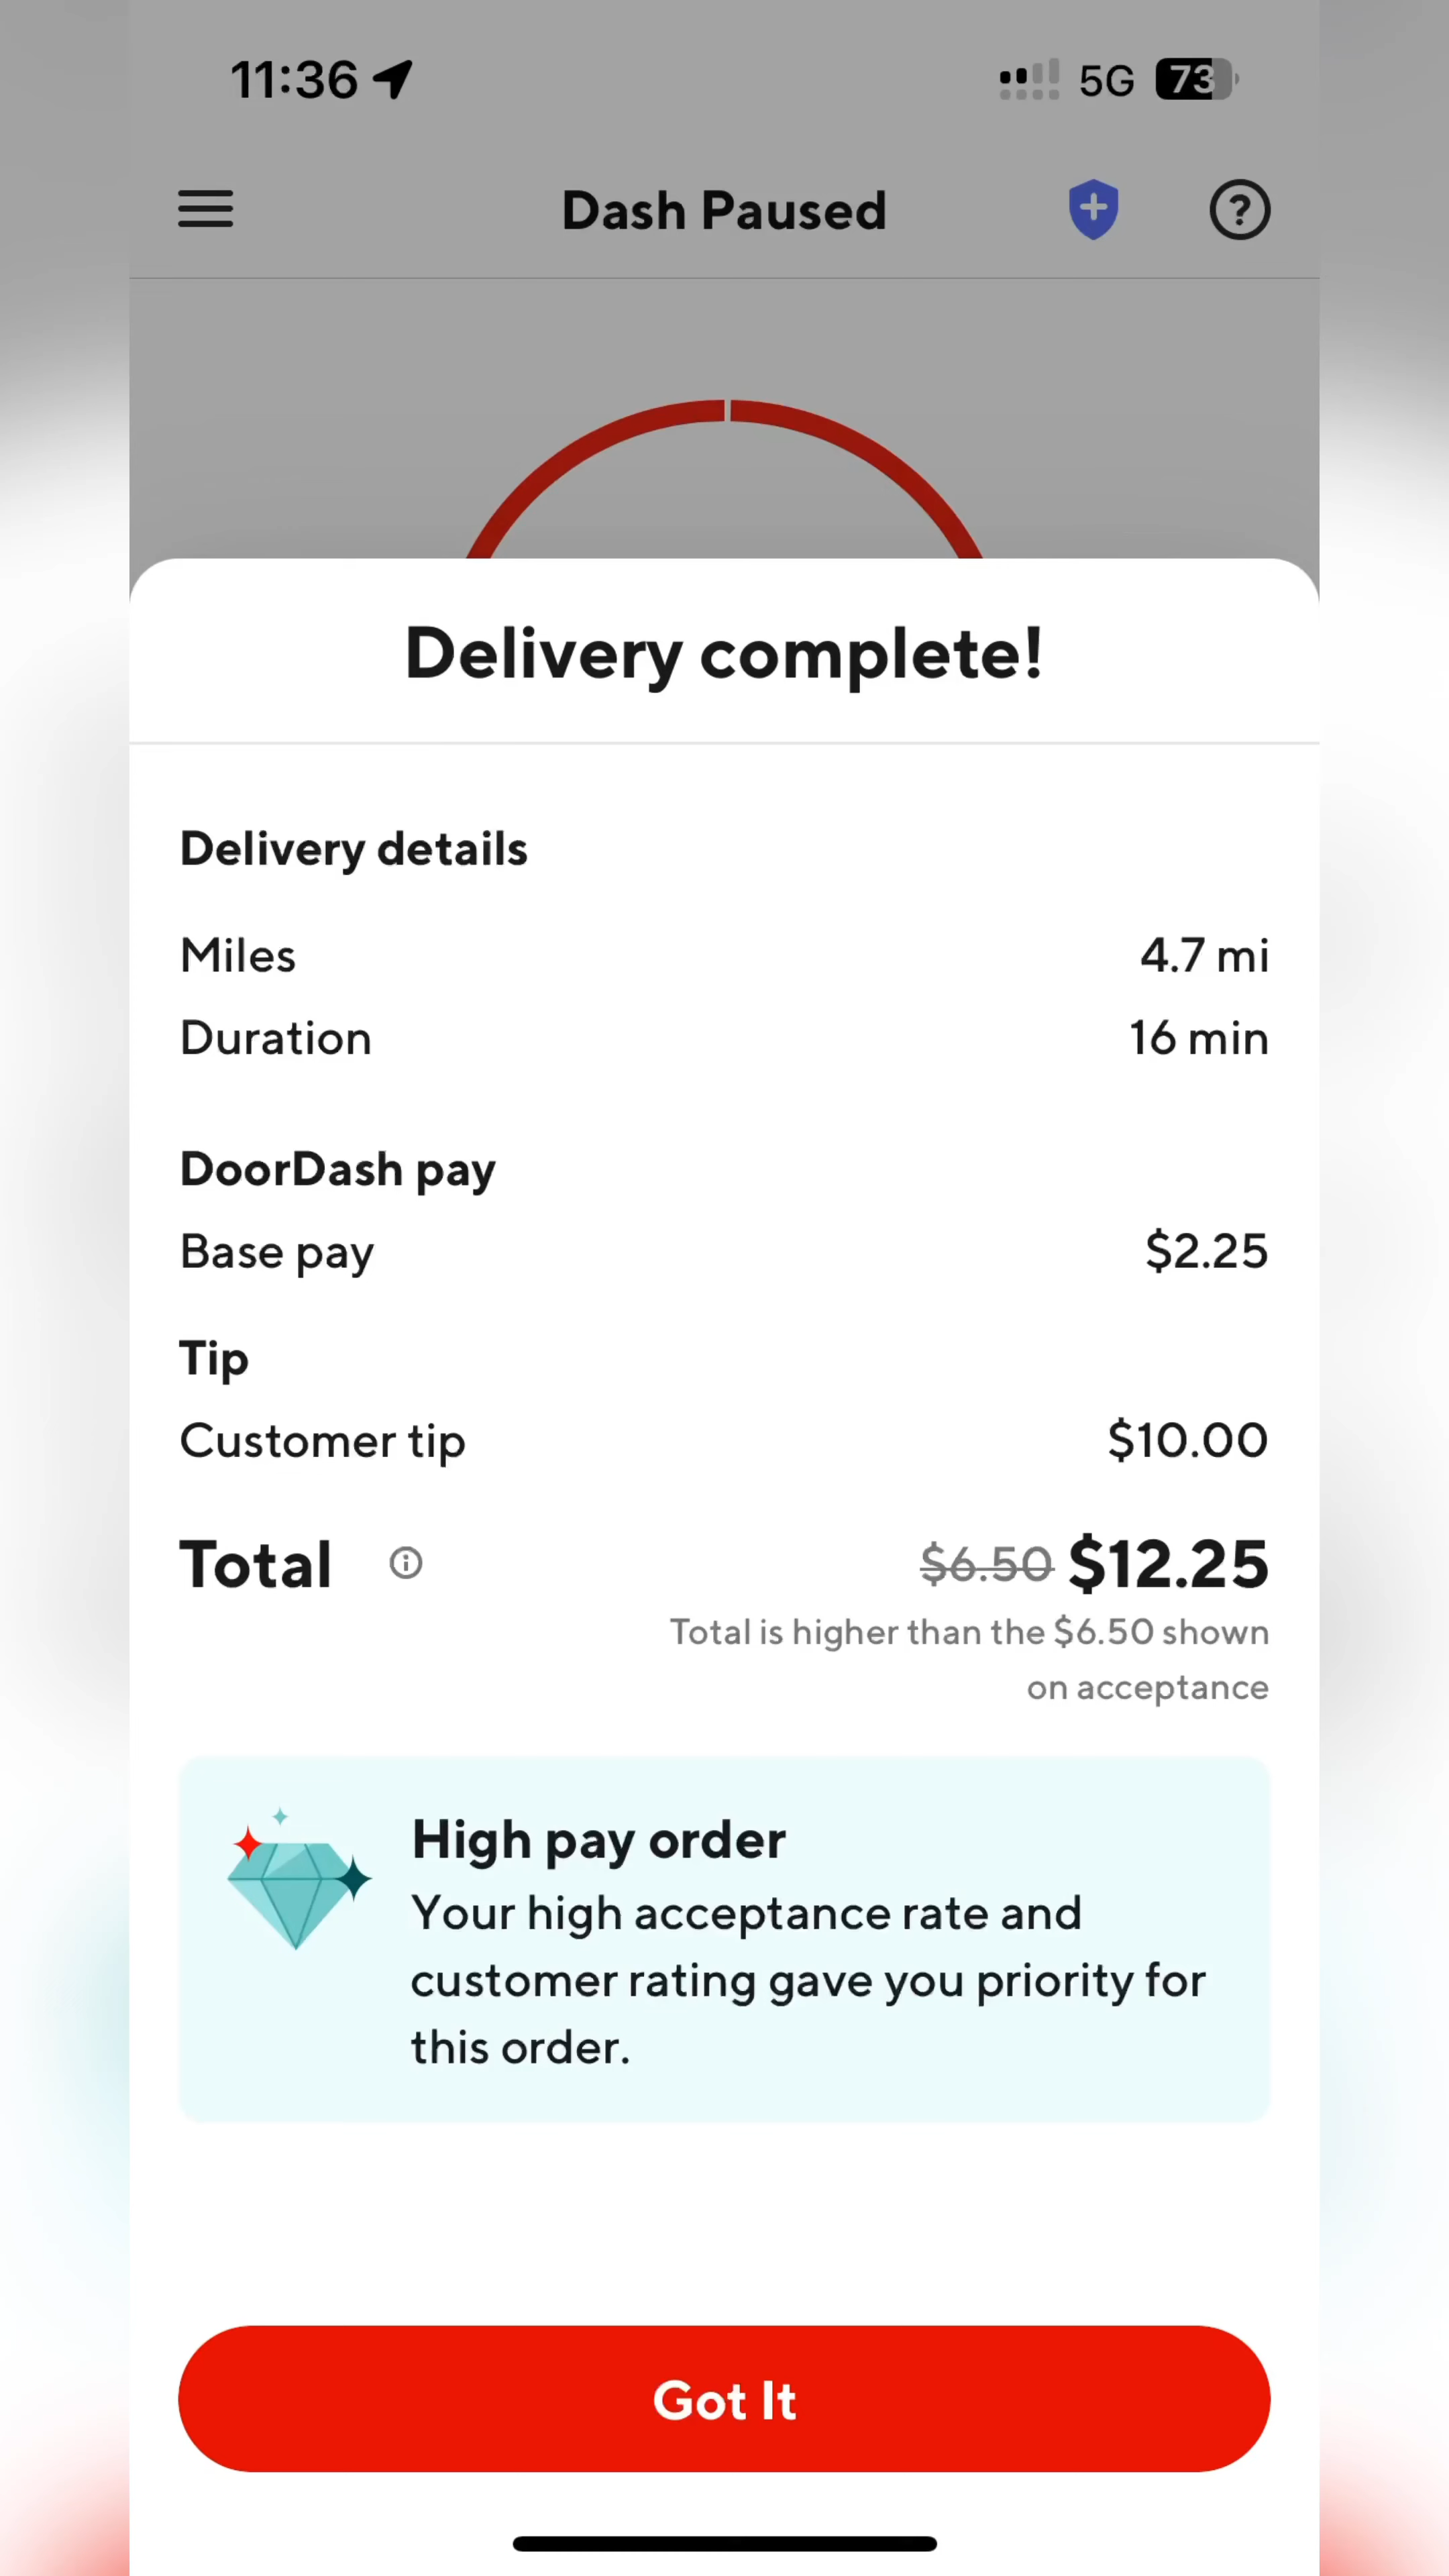 11:36
5G 73
Dash Paused
Delivery complete!
Delivery details
Miles 4.7 mi
Duration 16 min
DoorDash pay
Base pay $2.25
Tip
Customer tip $10.00
Total $6.50 $12.25
Total is higher than the $6.50 shown
on acceptance
High pay order
Your high acceptance rate and
customer rating gave you priority for
this order.
Got It